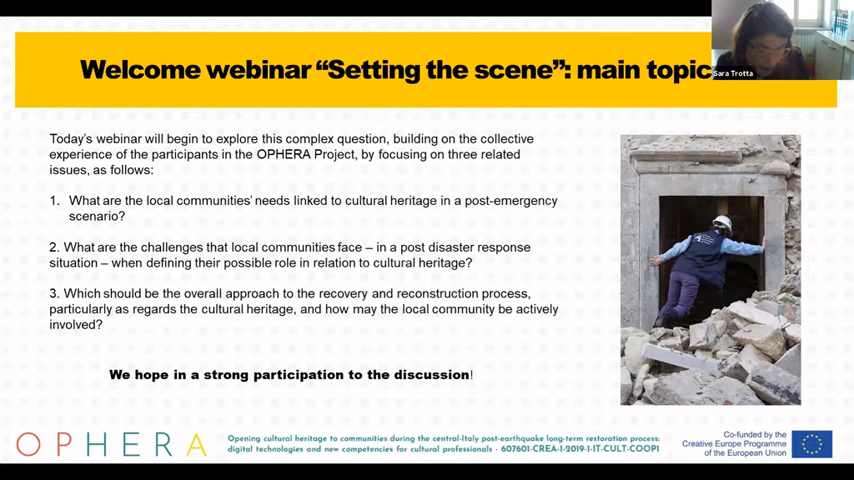 Welcome webinar “Setting the scene”: main topic
Sara Trotta
Today’s webinar will begin to explore this complex question, building on the collective
experience of the participants in the OPHERA Project, by focusing on three related
issues, as follows:
1. What are the local communities’ needs linked to cultural heritage in a post-emergency
scenario?
2. What are the challenges that local communities face – in a post disaster response
situation – when defining their possible role in relation to cultural heritage?
3. Which should be the overall approach to the recovery and reconstruction process,
particularly as regards the cultural heritage, and how may the local community be actively
involved?
We hope in a strong participation to the discussion!
OPHERA
Opening cultural heritage to communities during the central-Italy post-earthquake long-term restoration process:
digital technologies and new competencies for cultural professionals - 607601-CREA-1-2019-1-IT-CULT-COOP1
Co-funded by the
Creative Europe Programme
of the European Union